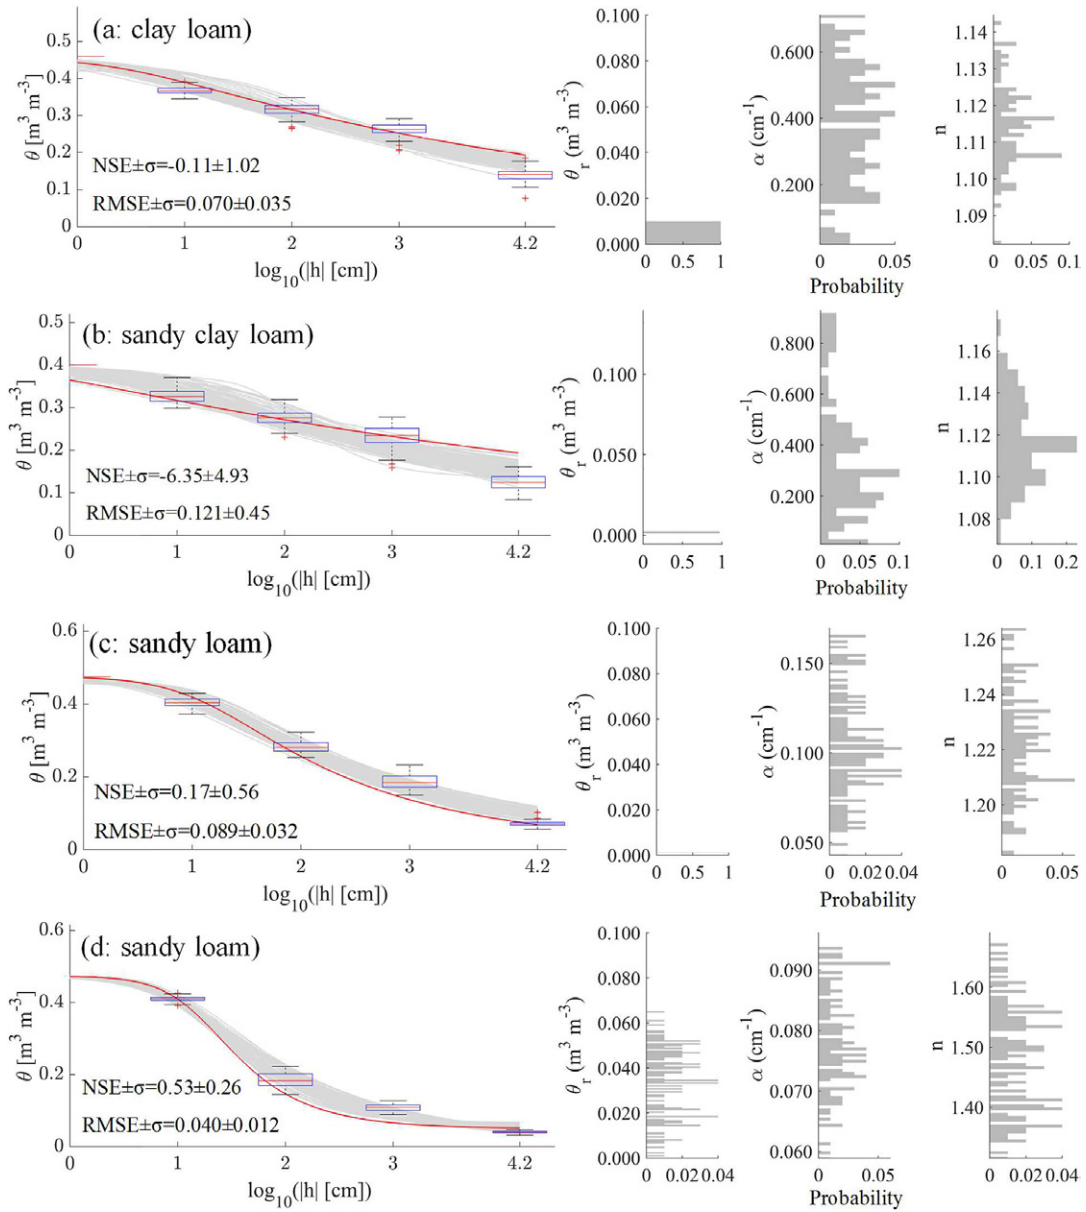 (a: clay loam)
0.5
0.4
0.3
0.2
0.1
0
θ [m³ m⁻³]
NSE±σ=-0.11±1.02
RMSE±σ=0.070±0.035
0 1 2 3 4.2
log₁₀(|h| [cm])
0.100
0.080
0.060
0.040
0.020
0.000
θᵣ (m³ m⁻³)
0 0.5 1
0.600
0.400
0.200
α (cm⁻¹)
0 0.05
Probability
1.14
1.13
1.12
1.11
1.10
1.09
n
0 0.05 0.1
(b: sandy clay loam)
0.5
0.4
0.3
0.2
0.1
0
θ [m³ m⁻³]
NSE±σ=-6.35±4.93
RMSE±σ=0.121±0.45
0 1 2 3 4.2
log₁₀(|h| [cm])
0.100
0.050
0.000
θᵣ (m³ m⁻³)
0 0.5 1
0.800
0.600
0.400
0.200
α (cm⁻¹)
0 0.05 0.1
Probability
1.16
1.14
1.12
1.10
1.08
n
0 0.1 0.2
(c: sandy loam)
0.6
0.4
0.2
0
θ [m³ m⁻³]
NSE±σ=0.17±0.56
RMSE±σ=0.089±0.032
0 1 2 3 4.2
log₁₀(|h| [cm])
0.100
0.080
0.060
0.040
0.020
0.000
θᵣ (m³ m⁻³)
0 0.5 1
0.150
0.100
0.050
α (cm⁻¹)
0 0.02 0.04
Probability
1.26
1.24
1.22
1.20
n
0 0.05
(d: sandy loam)
0.6
0.4
0.2
0
θ [m³ m⁻³]
NSE±σ=0.53±0.26
RMSE±σ=0.040±0.012
0 1 2 3 4.2
log₁₀(|h| [cm])
0.100
0.080
0.060
0.040
0.020
0.000
θᵣ (m³ m⁻³)
0 0.02 0.04
0.090
0.080
0.070
0.060
α (cm⁻¹)
0 0.05
Probability
1.60
1.50
1.40
n
0 0.02 0.04